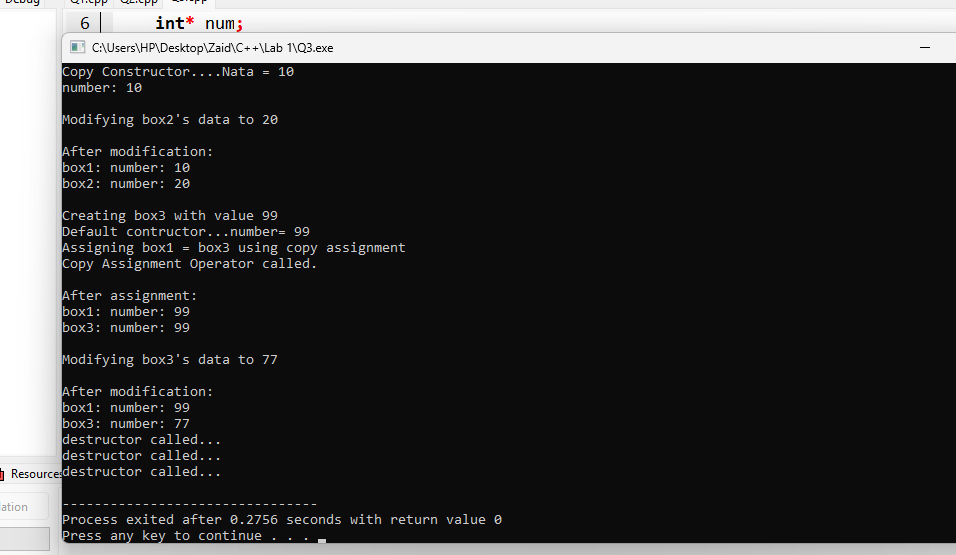 Q1.cpp Q2.cpp
6 int* num;
C:\Users\HP\Desktop\Zaid\C++\Lab 1\Q3.exe
Copy Constructor....Nata = 10
number: 10
Modifying box2's data to 20
After modification:
box1: number: 10
box2: number: 20
Creating box3 with value 99
Default contructor...number= 99
Assigning box1 = box3 using copy assignment
Copy Assignment Operator called.
After assignment:
box1: number: 99
box3: number: 99
Modifying box3's data to 77
After modification:
box1: number: 99
box3: number: 77
destructor called...
destructor called...
Resources
destructor called...
--------------------------------
Process exited after 0.2756 seconds with return value 0
Press any key to continue . . .